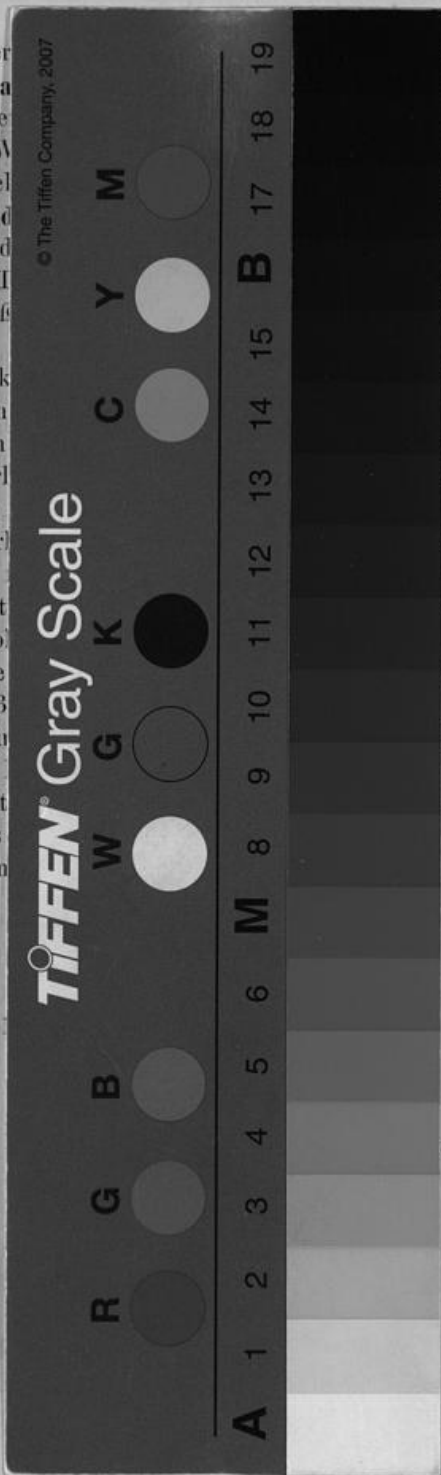 © The Tiffen Company, 2007
TIFFEN® Gray Scale
R G B W G K C Y M
A 1 2 3 4 5 6 M 8 9 10 11 12 13 14 15 B 17 18 19